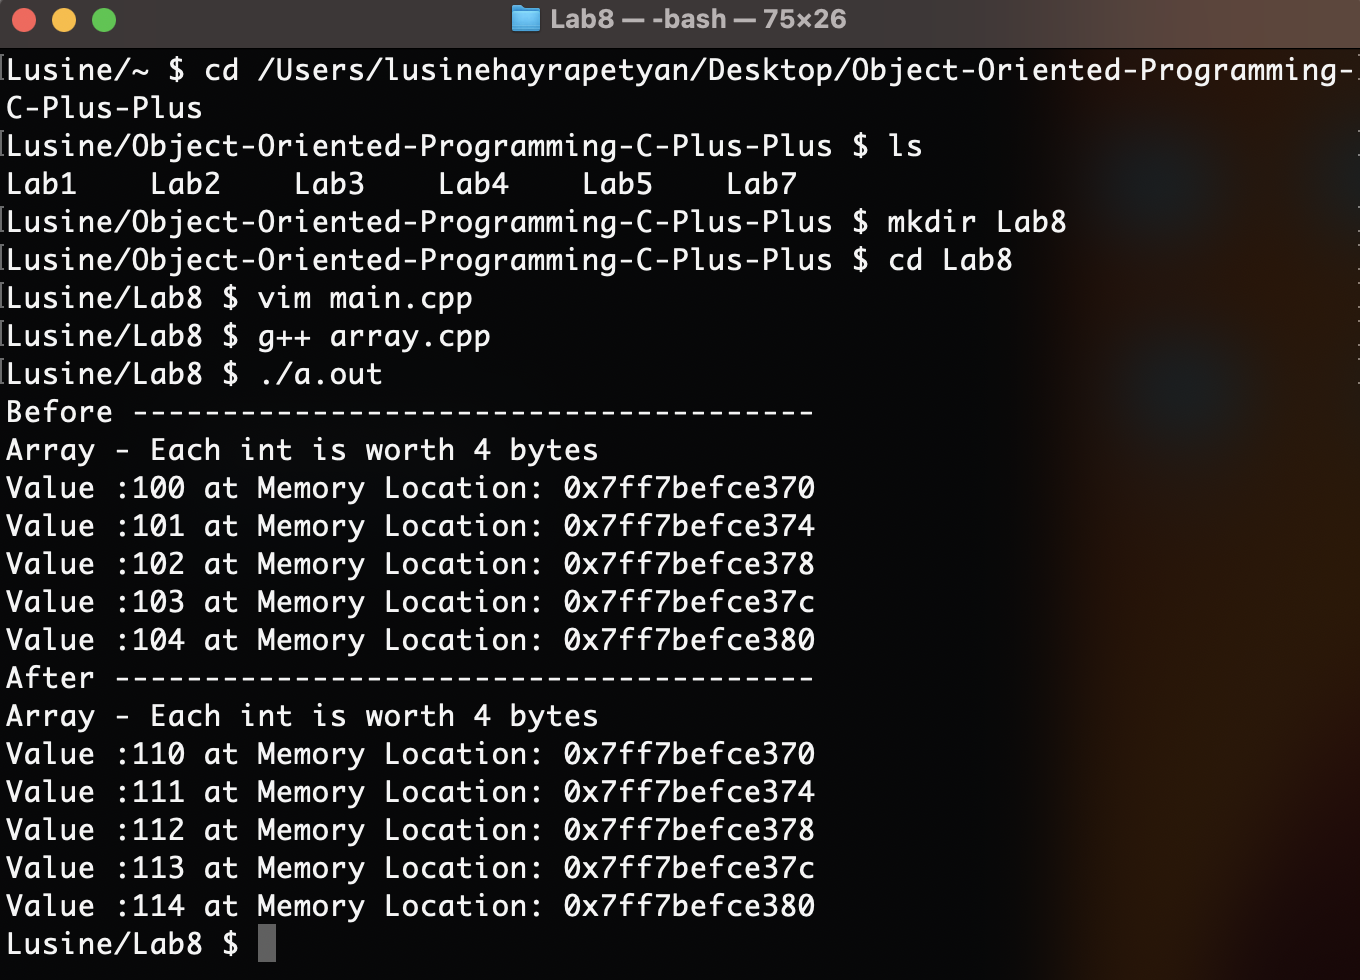 Lab8 — -bash — 75×26
Lusine/~ $ cd /Users/lusinehayrapetyan/Desktop/Object-Oriented-Programming-
C-Plus-Plus
Lusine/Object-Oriented-Programming-C-Plus-Plus $ ls
Lab1    Lab2    Lab3    Lab4    Lab5    Lab7
Lusine/Object-Oriented-Programming-C-Plus-Plus $ mkdir Lab8
Lusine/Object-Oriented-Programming-C-Plus-Plus $ cd Lab8
Lusine/Lab8 $ vim main.cpp
Lusine/Lab8 $ g++ array.cpp
Lusine/Lab8 $ ./a.out
Before --------------------------------------
Array - Each int is worth 4 bytes
Value :100 at Memory Location: 0x7ff7befce370
Value :101 at Memory Location: 0x7ff7befce374
Value :102 at Memory Location: 0x7ff7befce378
Value :103 at Memory Location: 0x7ff7befce37c
Value :104 at Memory Location: 0x7ff7befce380
After ---------------------------------------
Array - Each int is worth 4 bytes
Value :110 at Memory Location: 0x7ff7befce370
Value :111 at Memory Location: 0x7ff7befce374
Value :112 at Memory Location: 0x7ff7befce378
Value :113 at Memory Location: 0x7ff7befce37c
Value :114 at Memory Location: 0x7ff7befce380
Lusine/Lab8 $